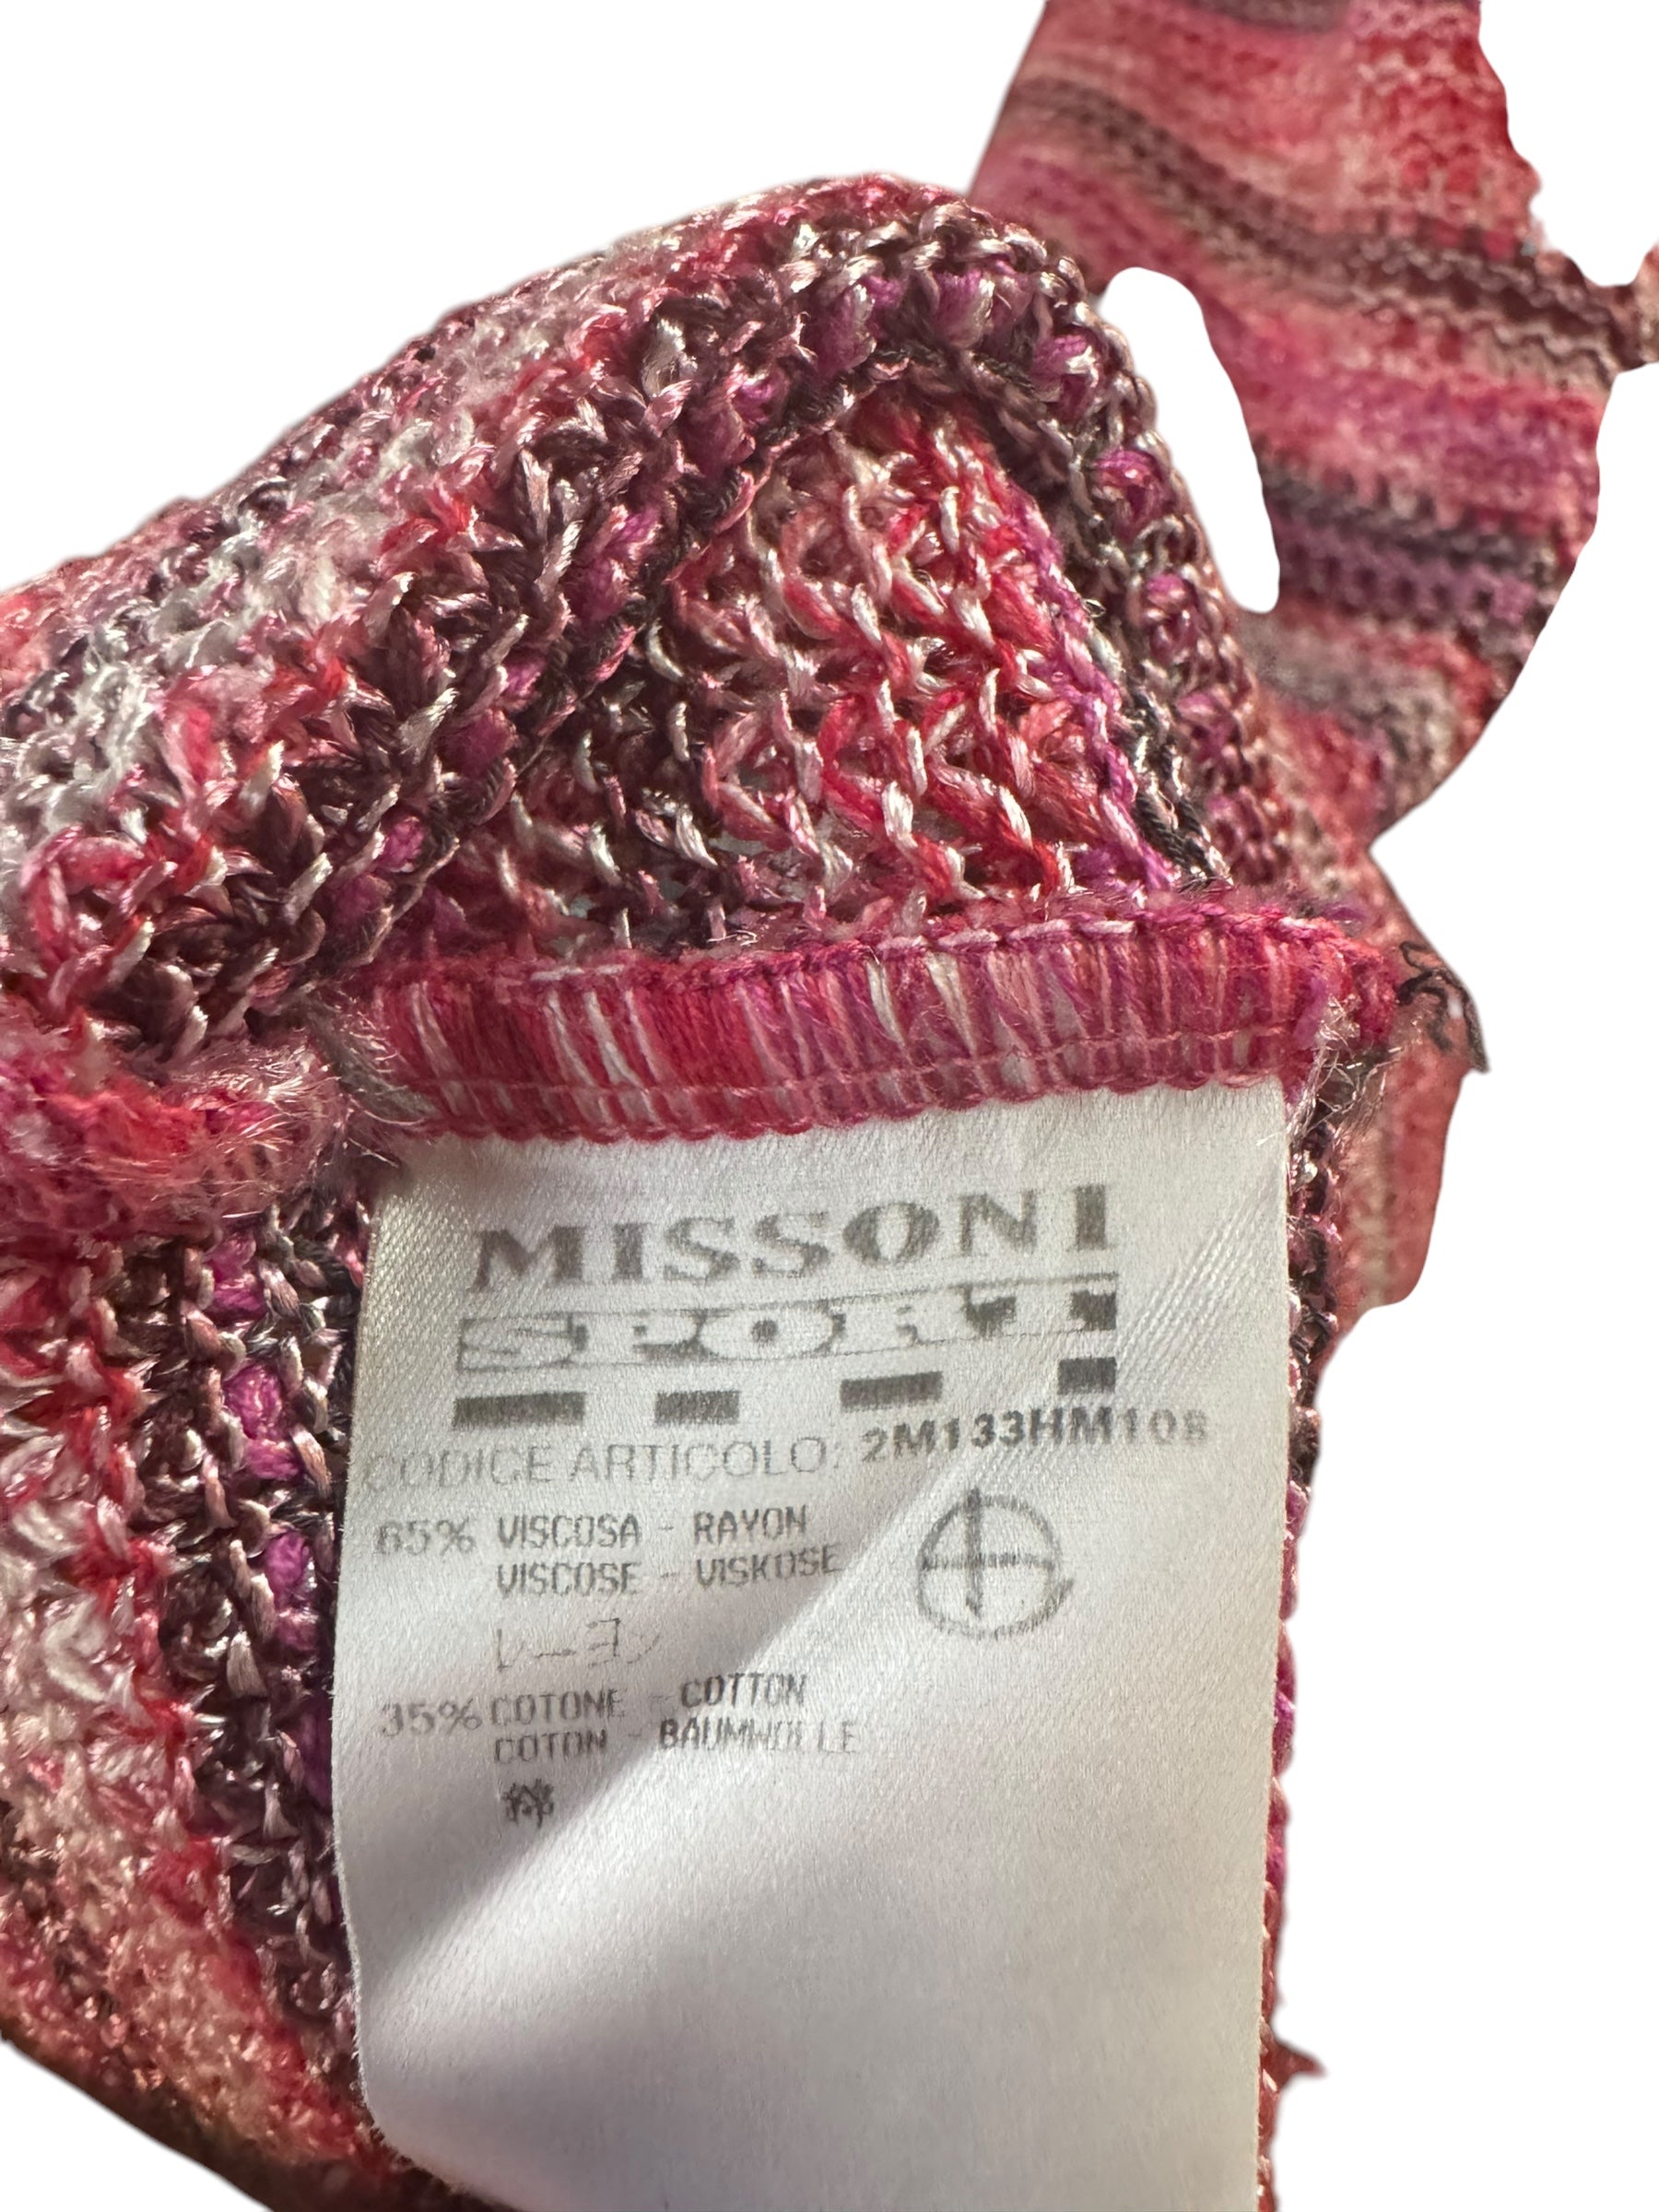 MISSONI
SPORT
CODICE ARTICOLO: 2M133HM108
65% VISCOSA - RAYON
VISCOSE - VISKOSE
レーヨン
35% COTONE - COTTON
COTON - BAUMWOLLE
綿